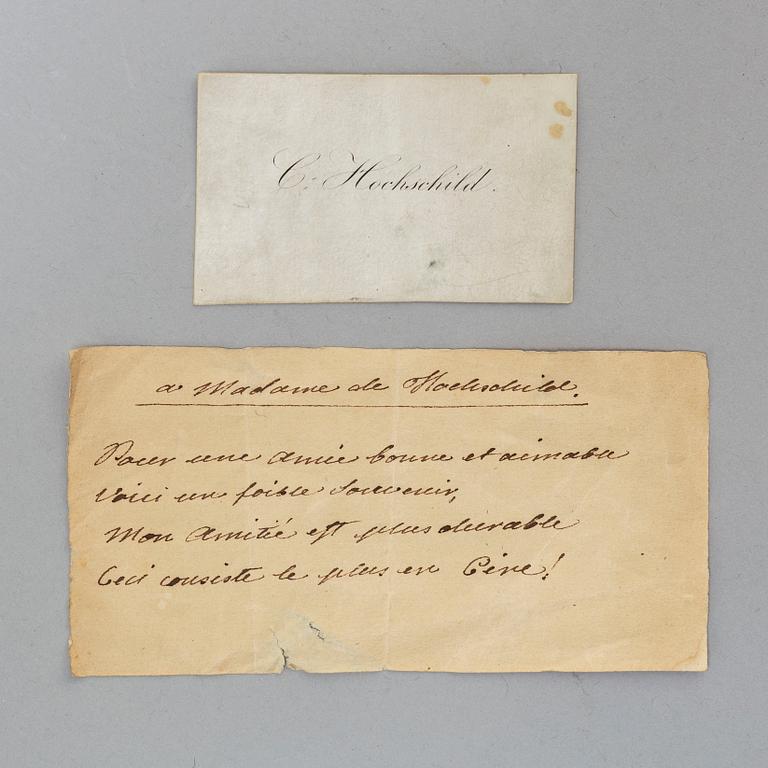 C: Hochschild.
a Madame de Hochschild.
Pour une Amie bonne et aimable
Voici un foible Souvenir,
Mon Amitié est plus durable
Ceci consiste le plus en Cire!